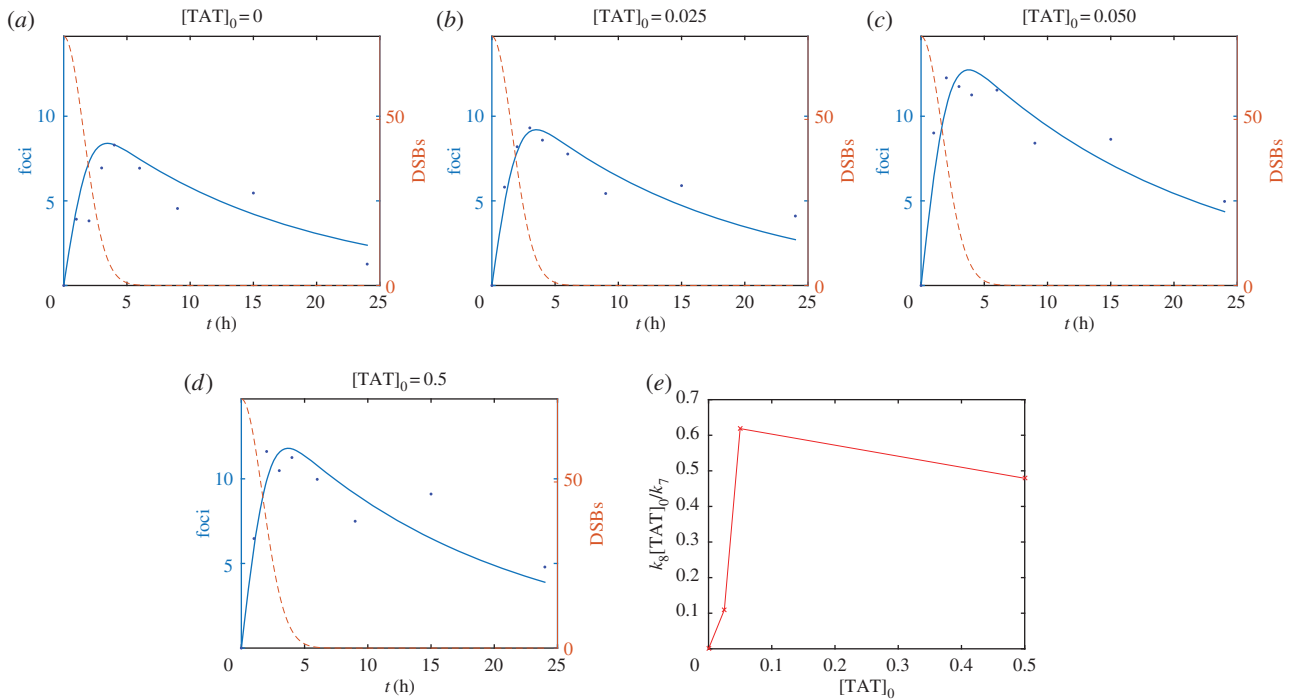 (a)
[TAT]₀ = 0
10
5
foci
50
0
DSBs
0 5 10 15 20 25
t (h)
(b)
[TAT]₀ = 0.025
10
5
foci
50
0
DSBs
0 5 10 15 20 25
t (h)
(c)
[TAT]₀ = 0.050
10
5
foci
50
0
DSBs
0 5 10 15 20 25
t (h)
(d)
[TAT]₀ = 0.5
10
5
foci
50
0
DSBs
0 5 10 15 20 25
t (h)
(e)
0.7
0.6
0.5
0.4
0.3
0.2
0.1
k₈[TAT]₀/k₇
0 0.1 0.2 0.3 0.4 0.5
[TAT]₀